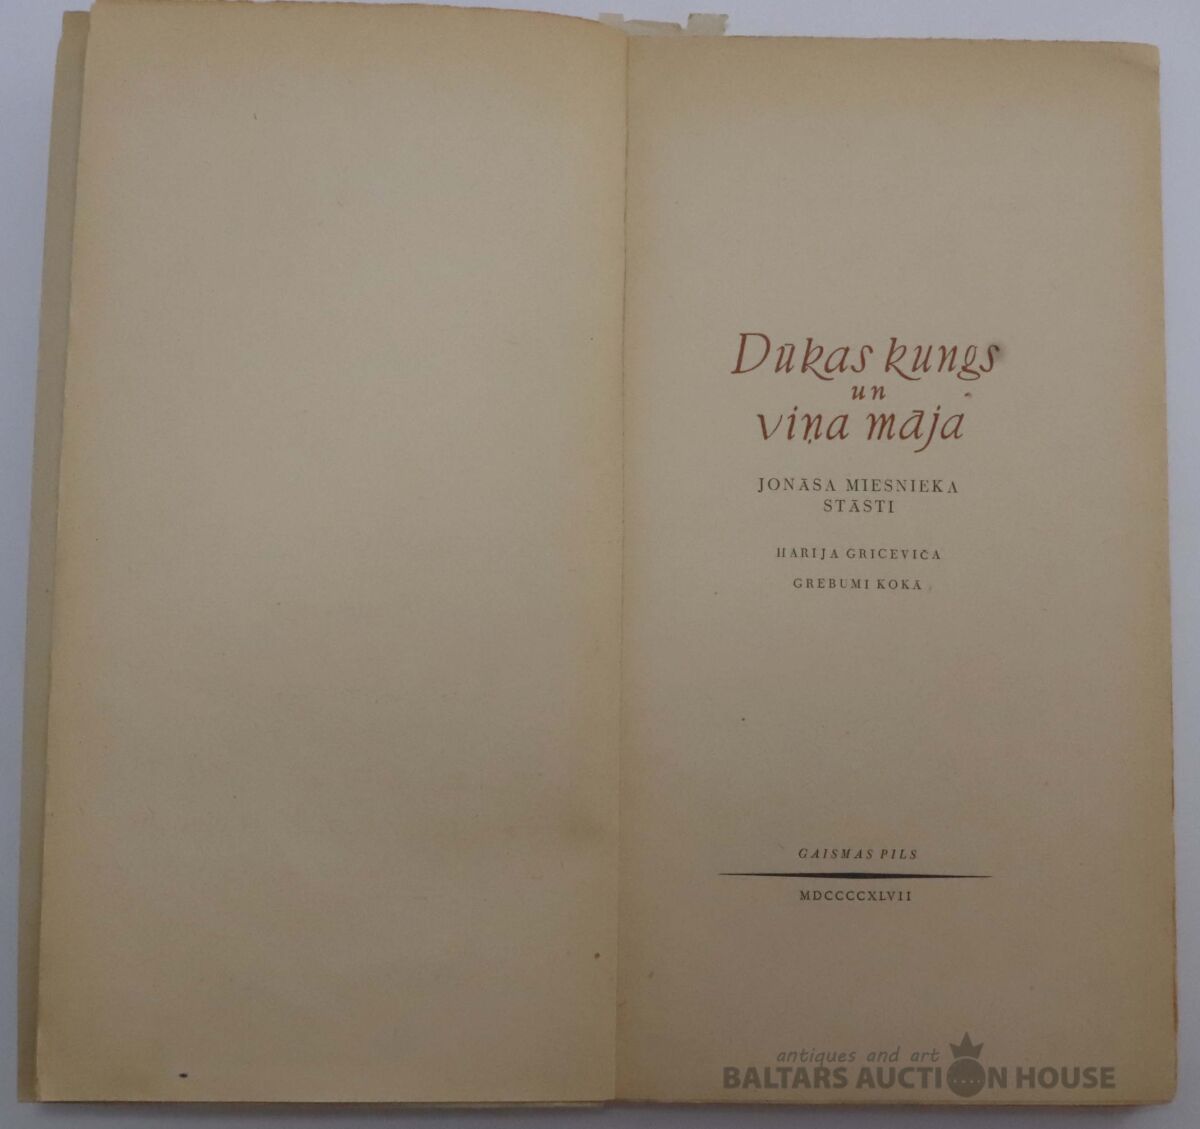 Dūkas kungs
un
viņa māja
JONĀSA MIESNIEKA
STĀSTI
HARIJA GRICEVIČA
GREBUMI KOKĀ
GAISMAS PILS
MDCCCCXLVII
antiques and art
BALTARS AUCTION HOUSE